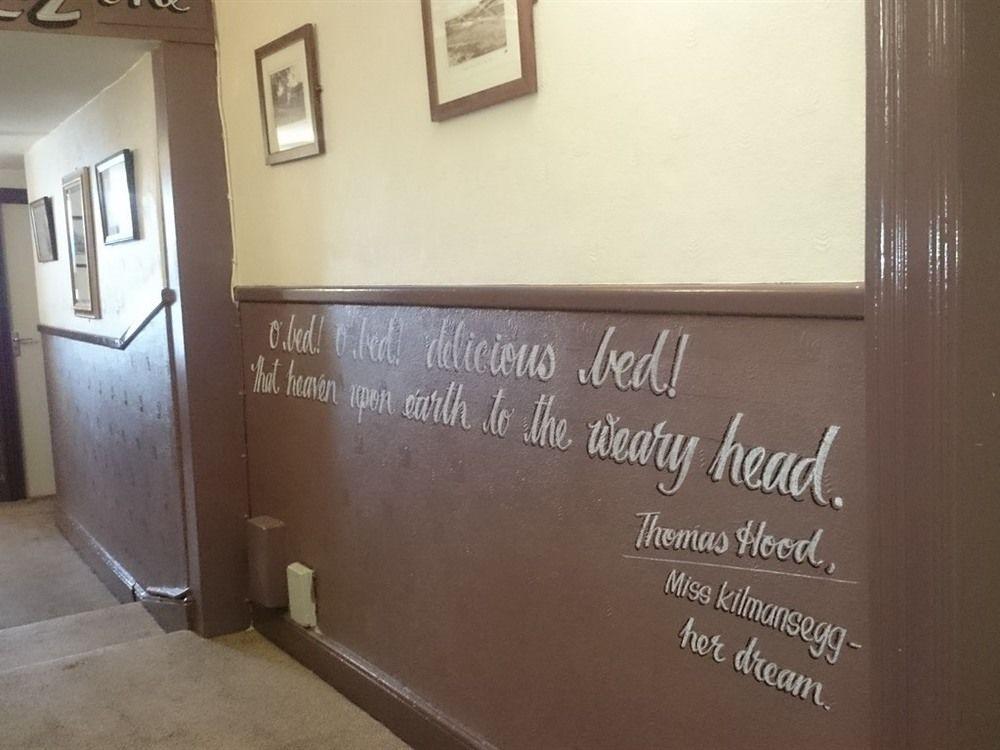 o' bed! o' bed! delicious bed!
That heaven upon earth to the weary head.
Thomas Hood,
Miss Kilmansegg -
her dream.